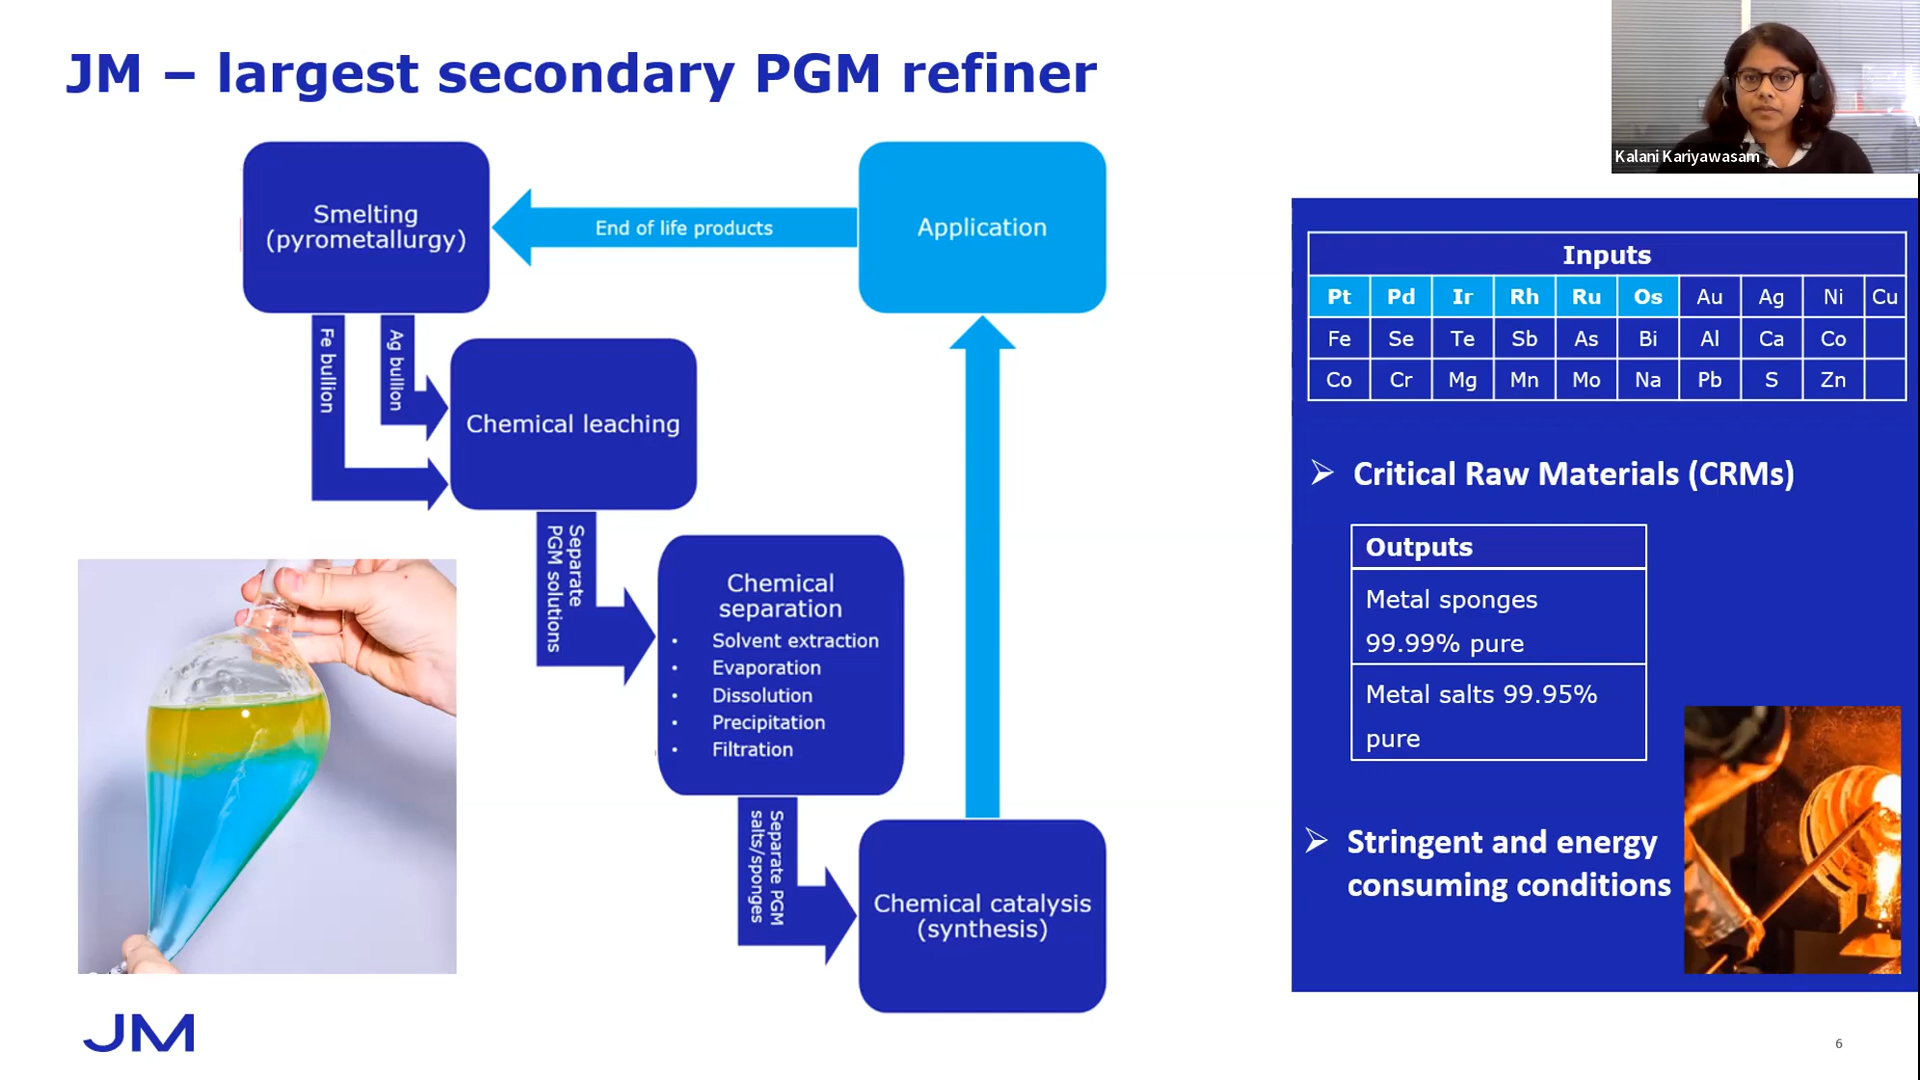 JM – largest secondary PGM refiner
Kalani Kariyawasam
Smelting
(pyrometallurgy)
End of life products
Application
Fe bullion
Ag bullion
Chemical leaching
Separate
PGM solutions
Chemical
separation
• Solvent extraction
• Evaporation
• Dissolution
• Precipitation
• Filtration
Separate PGM
salts/sponges
Chemical catalysis
(synthesis)
Inputs
Pt Pd Ir Rh Ru Os Au Ag Ni Cu
Fe Se Te Sb As Bi Al Ca Co
Co Cr Mg Mn Mo Na Pb S Zn
➢ Critical Raw Materials (CRMs)
Outputs
Metal sponges
99.99% pure
Metal salts 99.95%
pure
➢ Stringent and energy
consuming conditions
JM
6